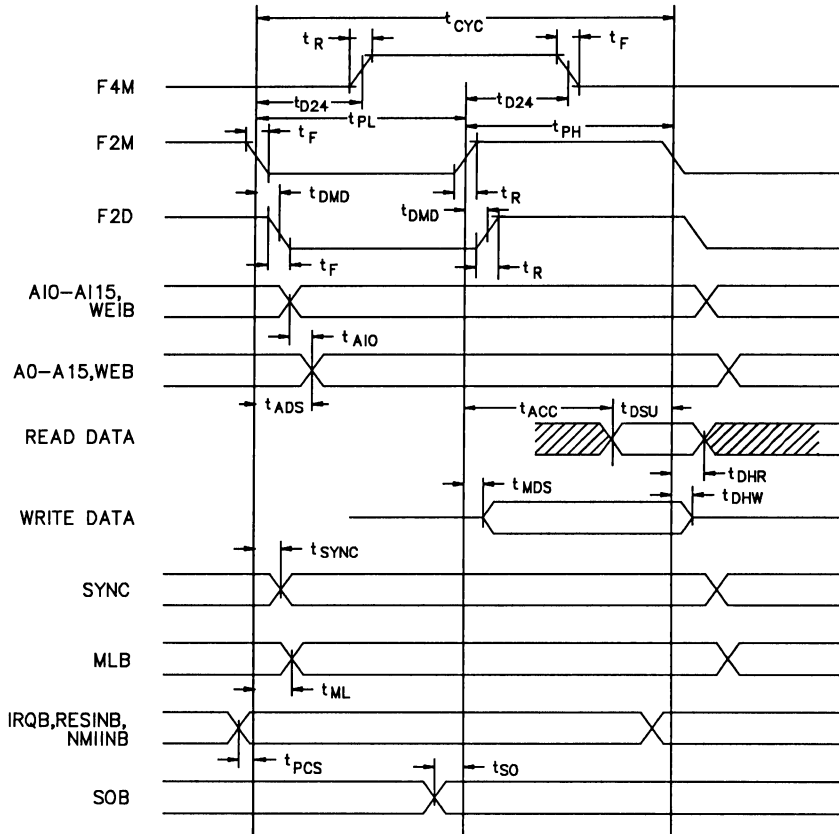 tCYC
tR
tF
F4M
tD24
tD24
tPL
tPH
F2M
tF
tR
tDMD
tDMD
F2D
tF
tR
AI0-AI15,
WEIB
tAIO
A0-A15,WEB
tADS
tACC
tDSU
READ DATA
tDHR
tMDS
tDHW
WRITE DATA
tSYNC
SYNC
MLB
tML
IRQB,RESINB,
NMIINB
tPCS
tSO
SOB